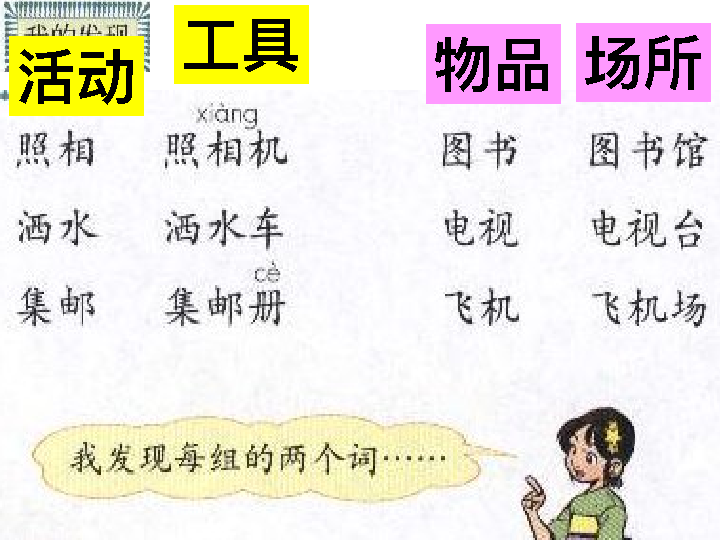 我的发现
活动 工具 物品 场所
xiàng
照相 照相机 图书 图书馆
洒水 洒水车 电视 电视台
cè
集邮 集邮册 飞机 飞机场
我发现每组的两个词……